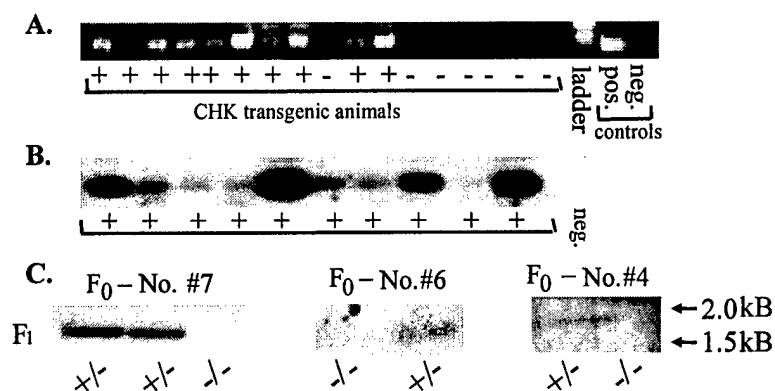 A.
+ + ++ + + + - + + - - - - -
CHK transgenic animals
ladder
pos.
neg.
controls
B.
+ + + + + + + + + +
neg.
C.
F0 – No. #7
F0 – No.#6
F0 – No.#4
F1
2.0kB
1.5kB
+/- +/- -/- -/- +/- +/- -/-